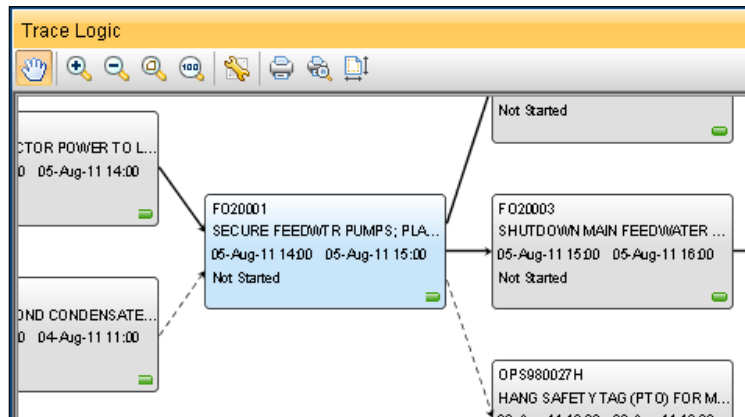 Trace Logic
100
Not Started
CTOR POWER TO L...
0 05-Aug-11 14:00
FO20001
SECURE FEEDWTR PUMPS; PLA...
05-Aug-11 14:00 05-Aug-11 15:00
Not Started
FO20003
SHUTDOWN MAIN FEEDWATER ...
05-Aug-11 15:00 05-Aug-11 16:00
Not Started
OND CONDENSATE...
0 04-Aug-11 11:00
OPS980027H
HANG SAFETY TAG (PTO) FOR M...